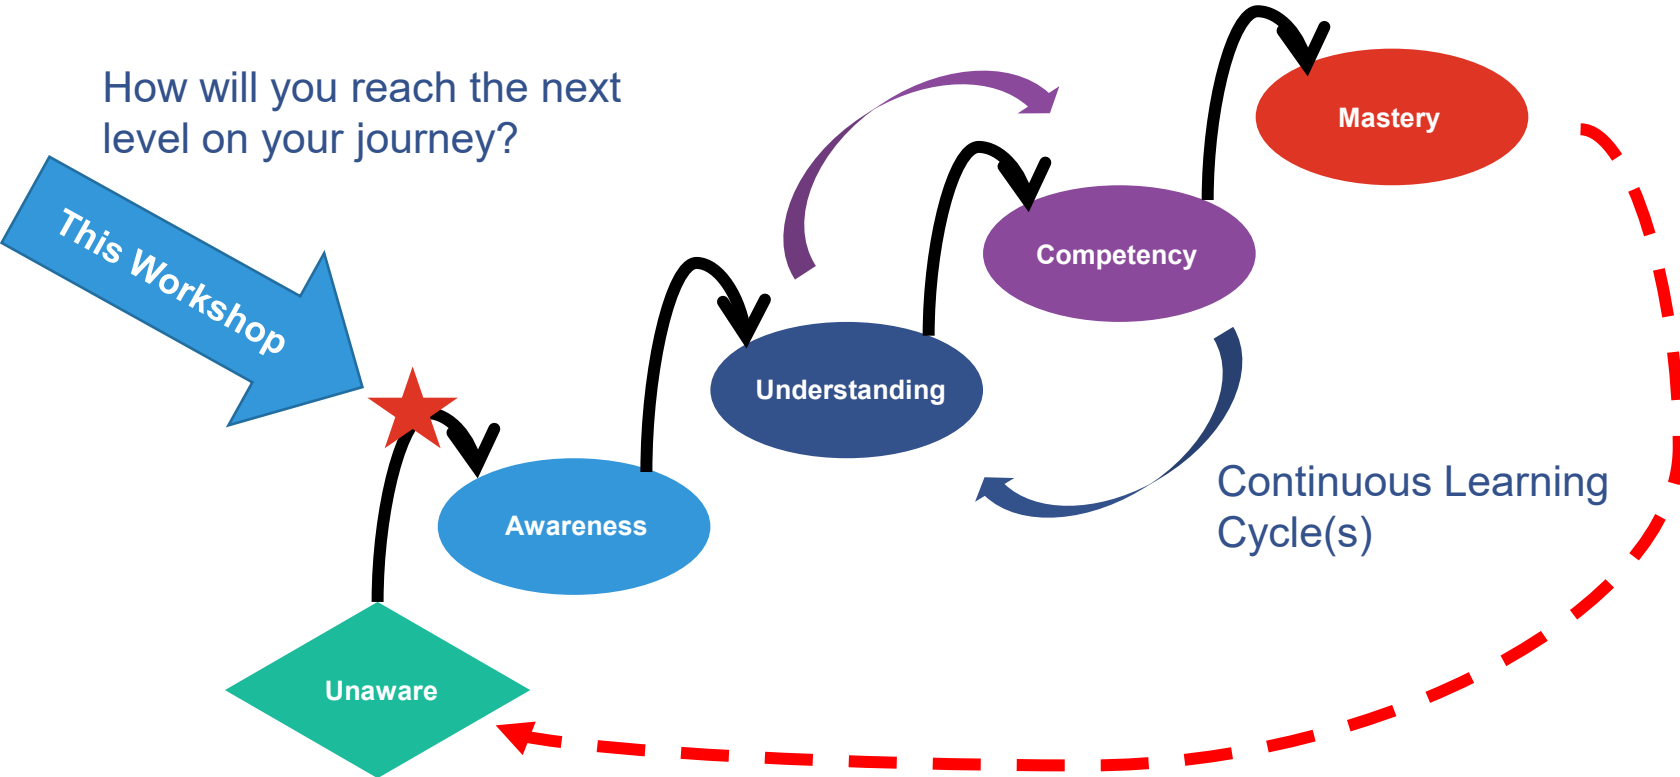 How will you reach the next
level on your journey?
This Workshop
Mastery
Competency
Understanding
Continuous Learning
Cycle(s)
Awareness
Unaware